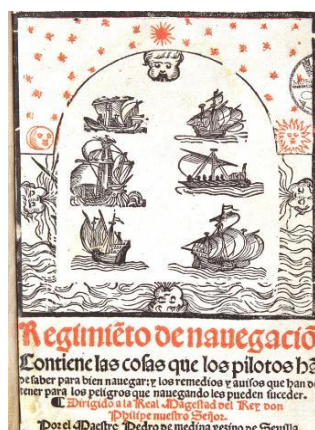 Regimiẽto de nauegaciõ
Contiene las cosas que los pilotos hã
de saber para bien nauegar: y los remedios y auisos que han de
tener para los peligros que nauegando les pueden suceder.
Dirigido a la Real Magestad del Rey don
Philipe nuestro Señor.
Por el Maestro Pedro de medina vezino de Seuilla.